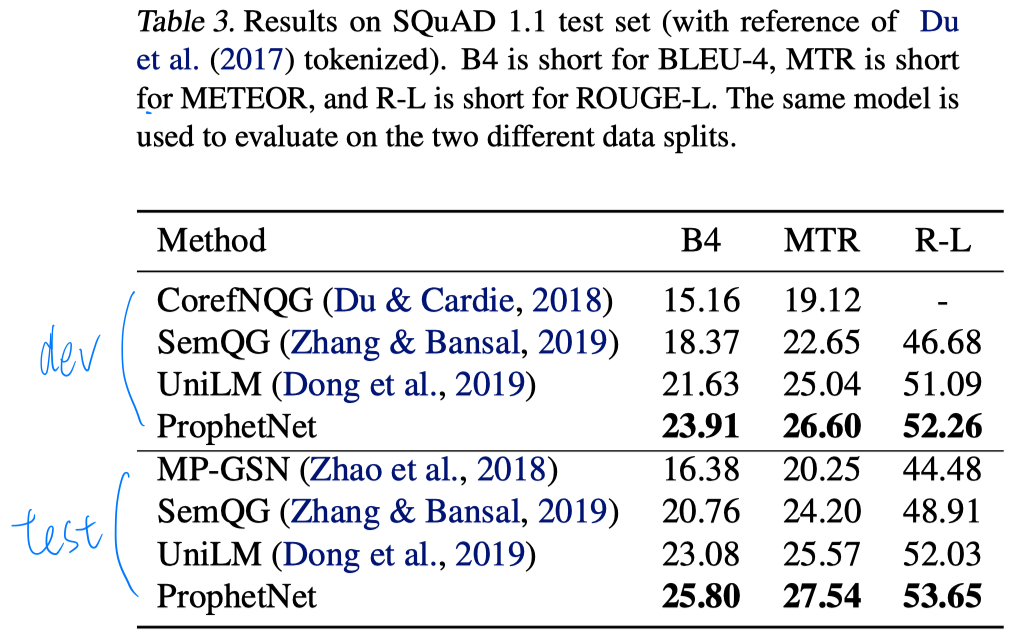 Table 3. Results on SQuAD 1.1 test set (with reference of Du
et al. (2017) tokenized). B4 is short for BLEU-4, MTR is short
for METEOR, and R-L is short for ROUGE-L. The same model is
used to evaluate on the two different data splits.
Method B4 MTR R-L
dev
CorefNQG (Du & Cardie, 2018) 15.16 19.12 -
SemQG (Zhang & Bansal, 2019) 18.37 22.65 46.68
UniLM (Dong et al., 2019) 21.63 25.04 51.09
ProphetNet 23.91 26.60 52.26
test
MP-GSN (Zhao et al., 2018) 16.38 20.25 44.48
SemQG (Zhang & Bansal, 2019) 20.76 24.20 48.91
UniLM (Dong et al., 2019) 23.08 25.57 52.03
ProphetNet 25.80 27.54 53.65